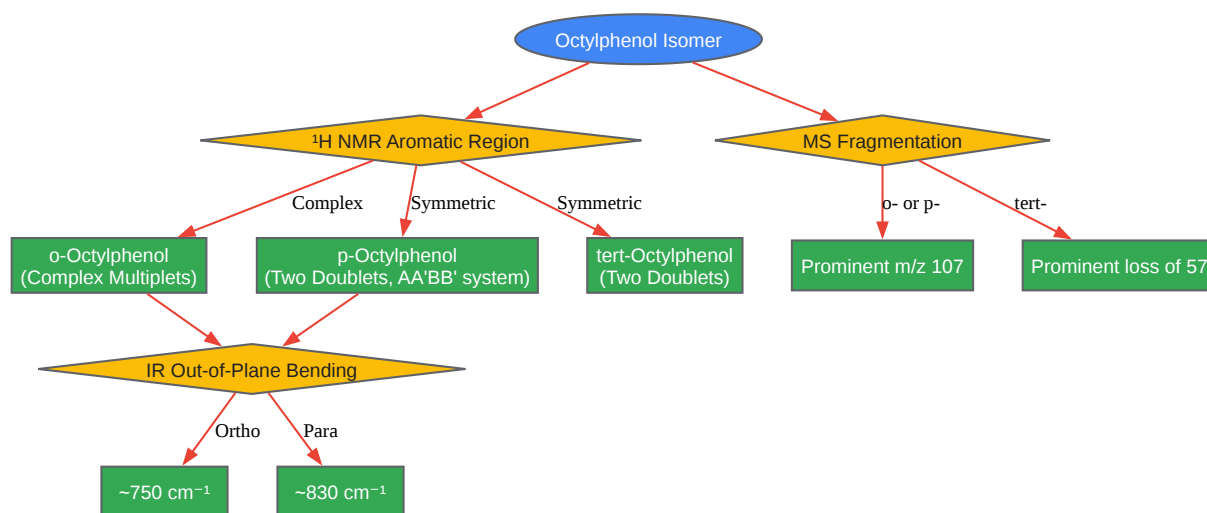 Octylphenol Isomer
¹H NMR Aromatic Region
MS Fragmentation
Complex
Symmetric
Symmetric
o- or p-
tert-
o-Octylphenol
(Complex Multiplets)
p-Octylphenol
(Two Doublets, AA'BB' system)
tert-Octylphenol
(Two Doublets)
Prominent m/z 107
Prominent loss of 57
IR Out-of-Plane Bending
Ortho
Para
~750 cm⁻¹
~830 cm⁻¹